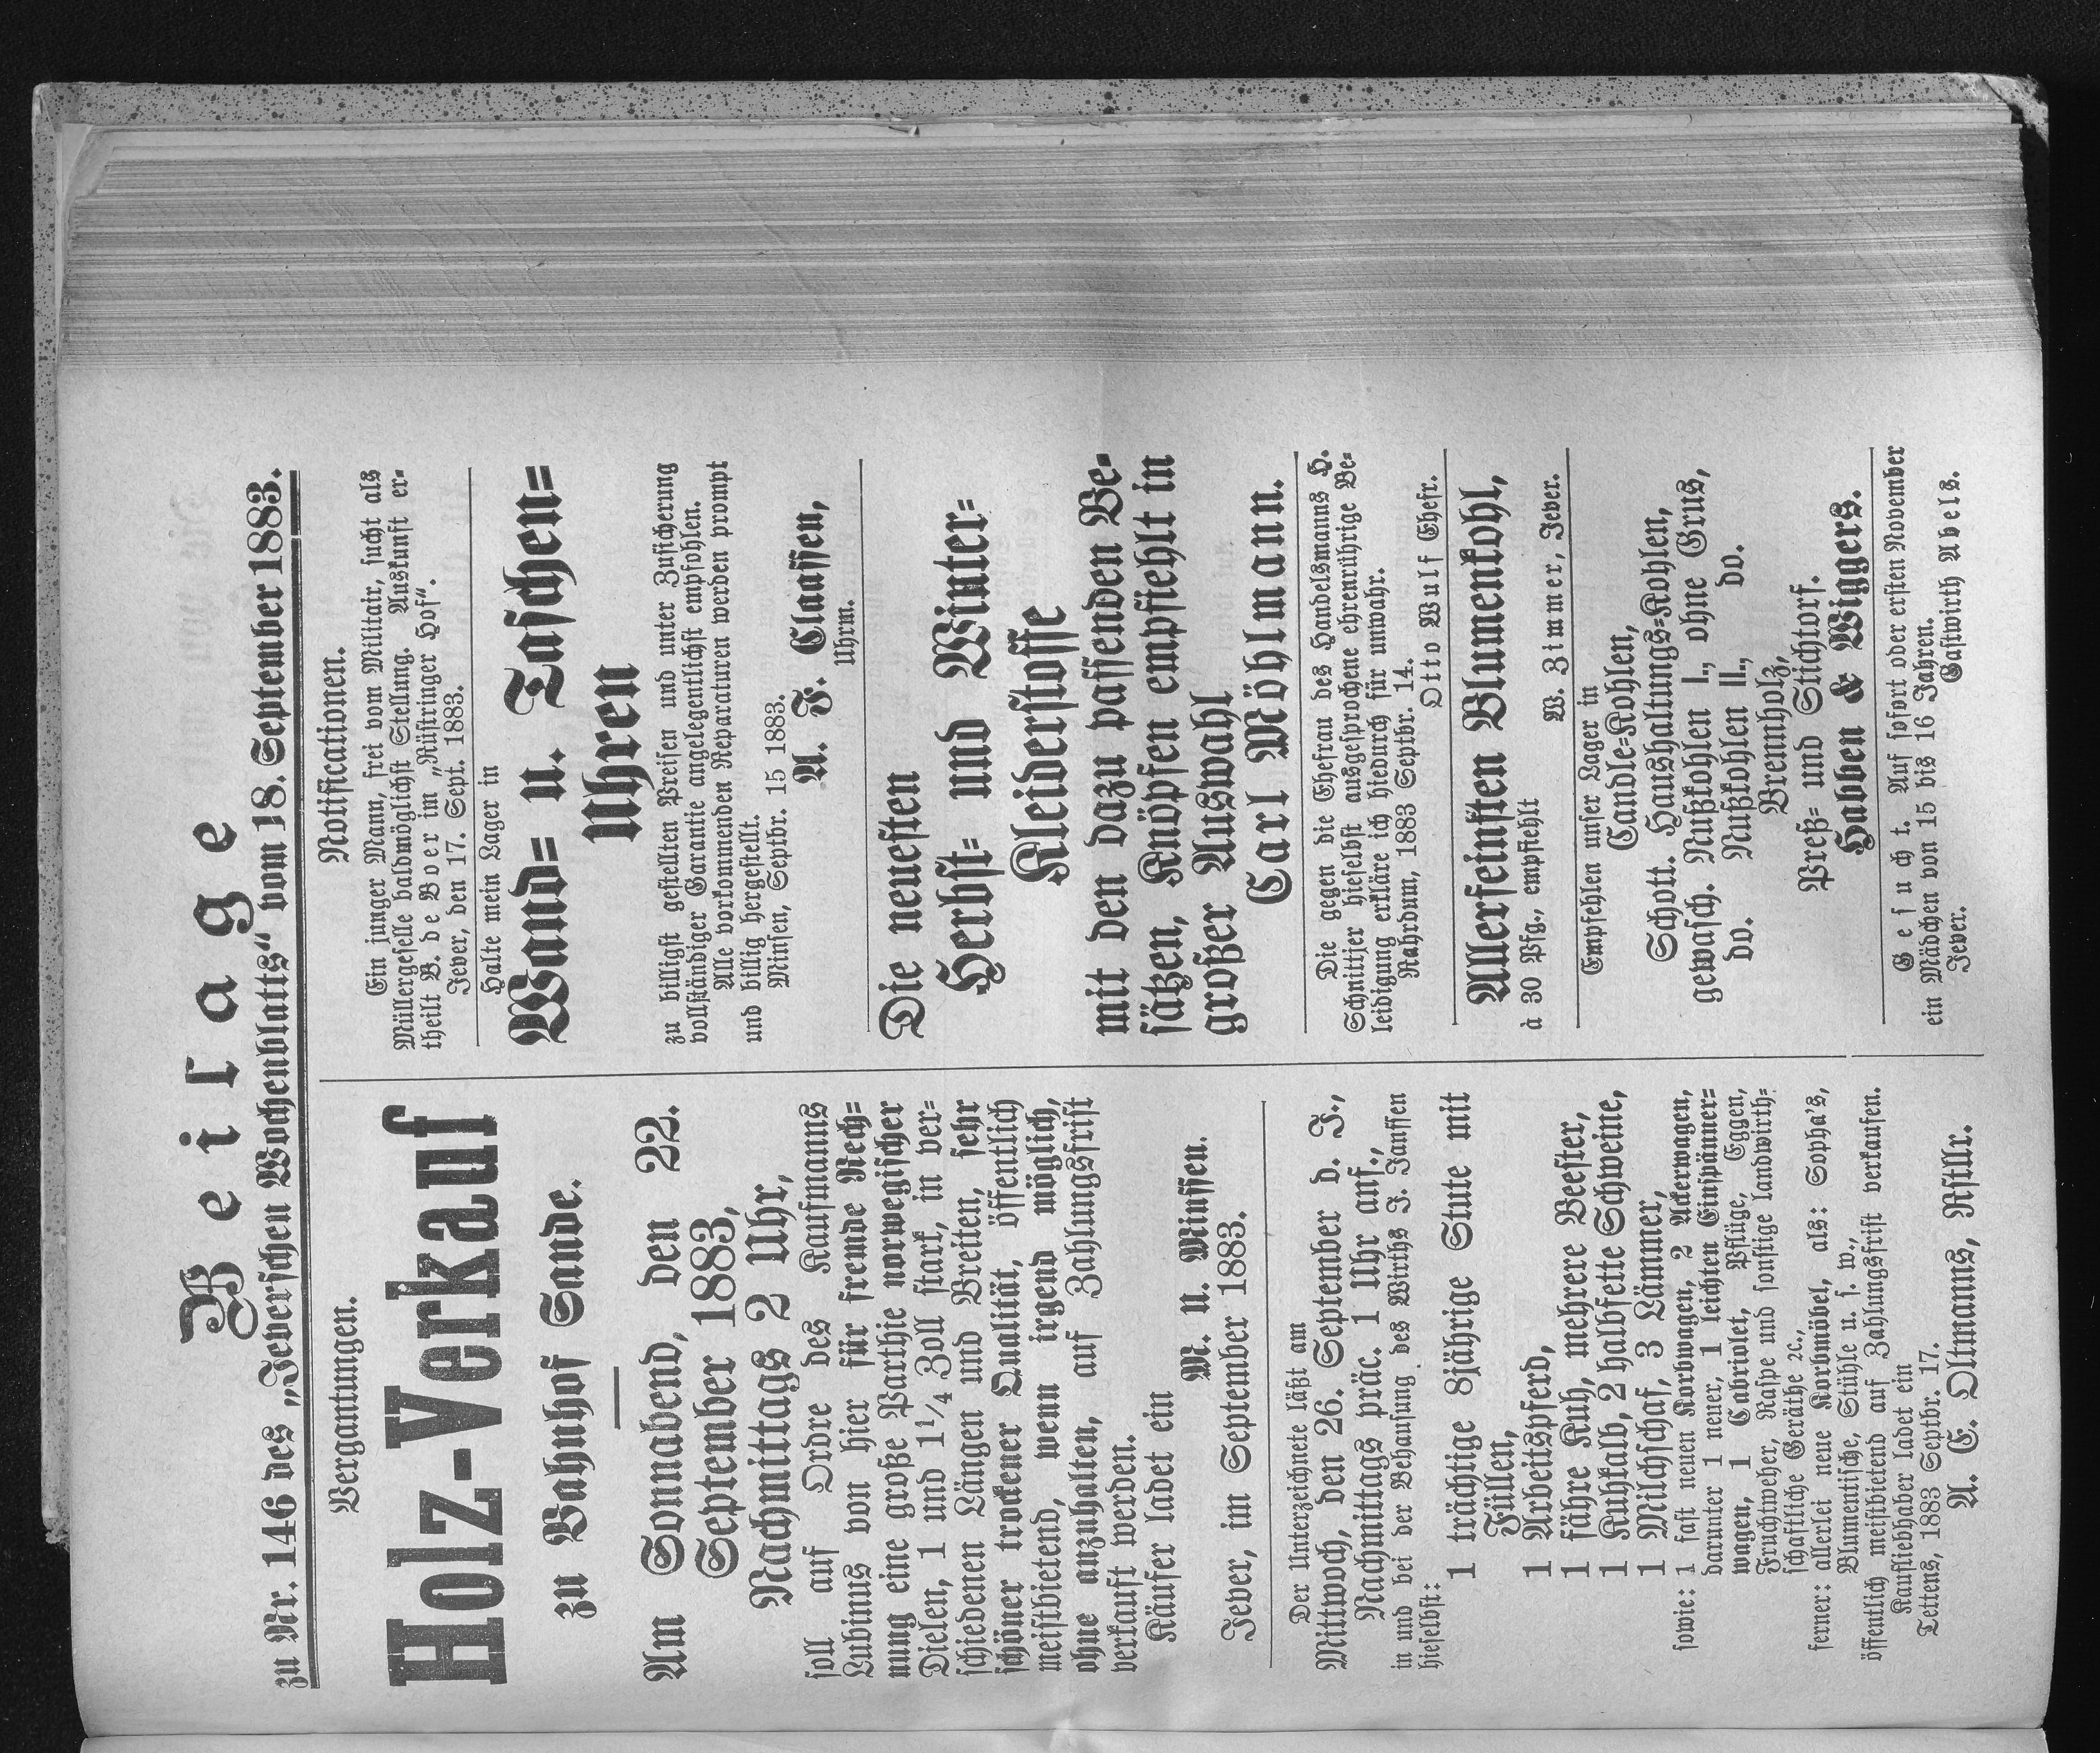 Beilage
zu Nr. 146 des „Jeverschen Wochenblatts“ vom 18. September 1883.
Vergantungen.
Holz-Verkauf
zu Bahnhof Sande.
Am Sonnabend, den 22.
September 1883,
Nachmittags 2 Uhr,
soll auf Ordre des Kaufmanns
Lubinus von hier für fremde Rech=
nung eine große Parthie norwegischer
Dielen, 1 und 1¼ Zoll stark, in ver=
schiedenen Längen und Breiten, sehr
schöner trockener Qualität, öffentlich
meistbietend, wenn irgend möglich,
ohne anzuhalten, auf Zahlungsfrist
verkauft werden.
Käufer ladet ein
M. u. Minssen.
Jever, im September 1883.
Der Unterzeichnete läßt am
Mittwoch, den 26. September d. J.,
Nachmittags präc. 1 Uhr anf.,
in und bei der Behausung des Wirths J. Janssen
hieselbst:
1 trächtige 8jährige Stute mit
Füllen,
1 Arbeitspferd,
1 fähre Kuh, mehrere Beester,
1 Kuhkalb, 2 halbfette Schweine,
1 Milchschaf, 3 Lämmer,
sowie: 1 fast neuen Korbwagen, 2 Ackerwagen,
darunter 1 neuer, 1 leichten Einspänner=
wagen, 1 Cabriolet, Pflüge, Eggen,
Fruchtweher, Raspe und sonstige landwirth=
schaftliche Geräthe ꝛc.,
ferner: allerlei neue Korbmöbel, als: Sopha's,
Blumentische, Stühle u. s. w.,
öffentlich meistbietend auf Zahlungsfrist verkaufen.
Kaufliebhaber ladet ein
Tettens, 1883 Septbr. 17.
A. E. Oltmanns, Rstllr.
Notificationen.
Ein junger Mann, frei vom Militair, sucht als
Müllergeselle baldmöglichst Stellung. Auskunft er=
theilt B. de Boer im „Rüstringer Hof“.
Jever, den 17. Sept. 1883.
Halte mein Lager in
Wand= u. Taschen=
Uhren
zu billigst gestellten Preisen und unter Zusicherung
vollständiger Garantie angelegentlichst empfohlen.
Alle vorkommenden Reparaturen werden prompt
und billig hergestellt.
Minsen, Septbr. 15 1883.
A. F. Claassen,
Uhrm.
Die neuesten
Herbst= und Winter=
Kleiderstoffe
mit den dazu passenden Be=
sätzen, Knöpfen empfiehlt in
großer Auswahl
Carl Möhlmann.
Die gegen die Ehefrau des Handelsmanns H.
Schnittjer hieselbst ausgesprochene ehrenrührige Be=
leidigung erkläre ich hiedurch für unwahr.
Rahrdum, 1883 Septbr. 14.
Otto Wulf Ehefr.
Allerfeinsten Blumenkohl,
à 30 Pfg., empfiehlt
W. Zimmer, Jever.
Empfehlen unser Lager in
Candle=Kohlen,
Schott. Haushaltungs=Kohlen,
gewasch. Nußkohlen I., ohne Grus,
do. Nußkohlen II., do.
Brennholz,
Preß= und Stichtorf.
Habben & Wiggers.
Gesucht. Auf sofort oder ersten November
ein Mädchen von 15 bis 16 Jahren.
Jever. Gastwirth Abels.